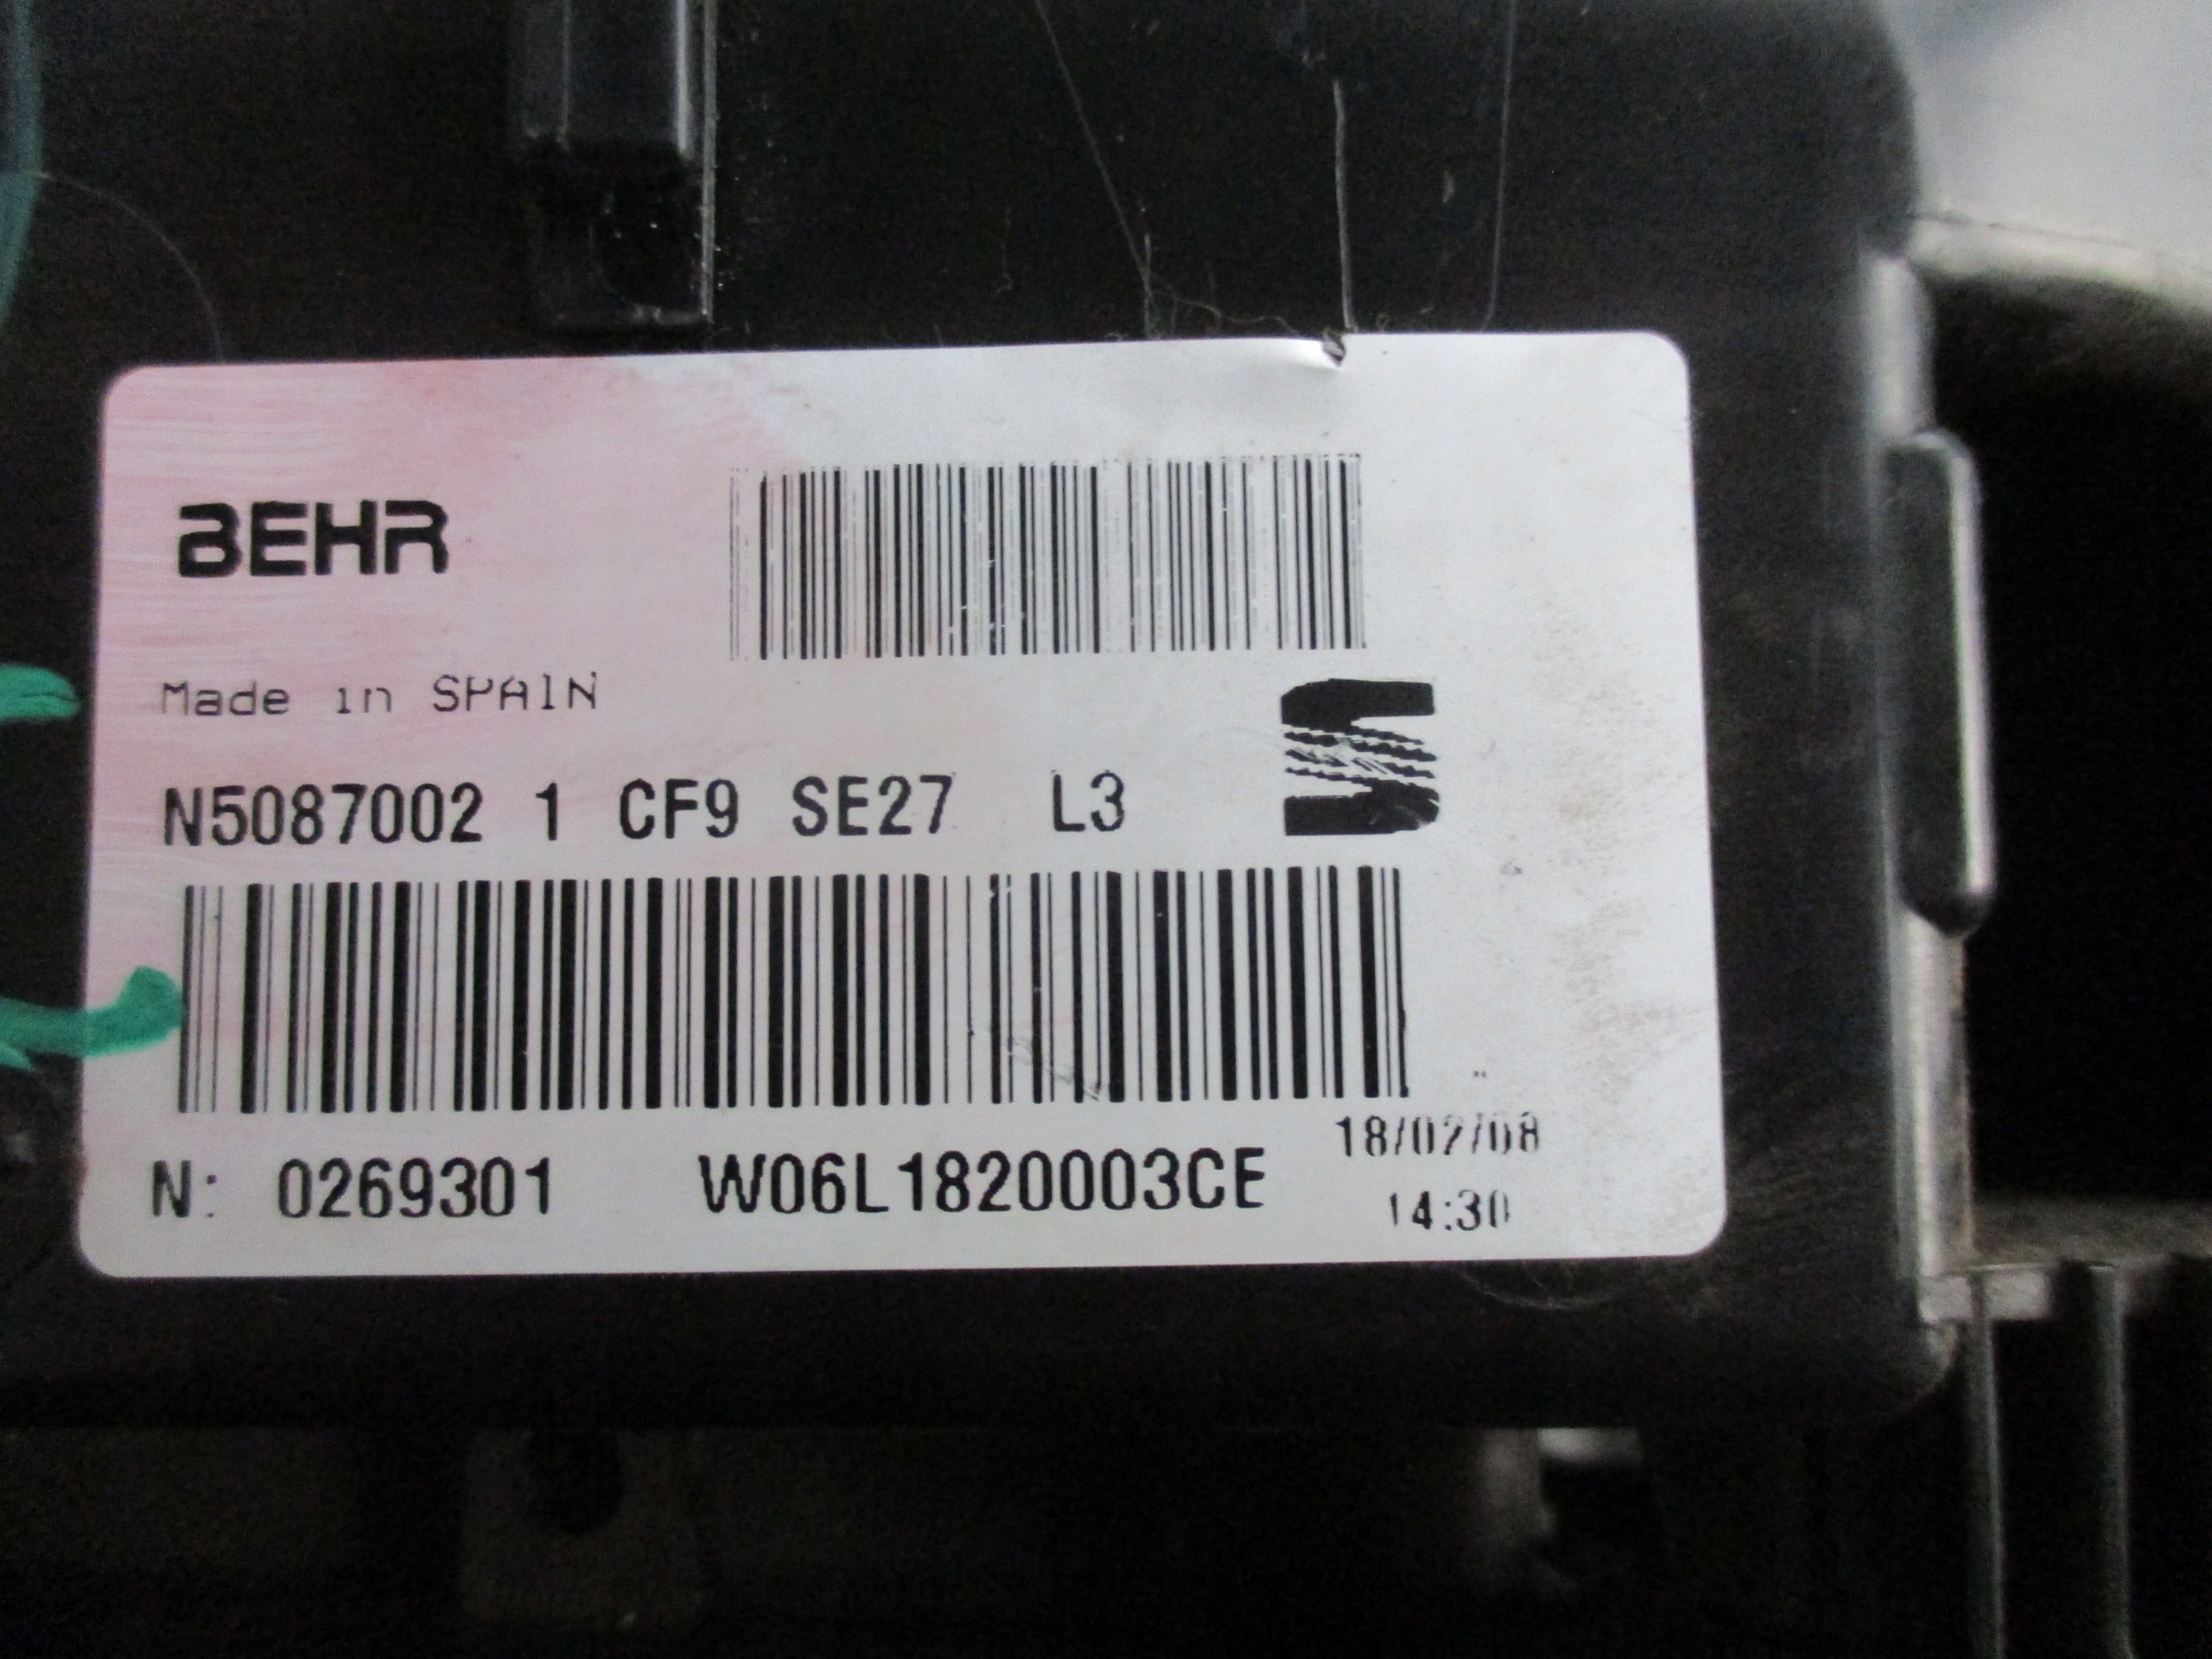 BEHR
Made in SPAIN
N5087002 1 CF9 SE27 L3
N: 0269301 W06L1820003CE
18/02/08
14:30